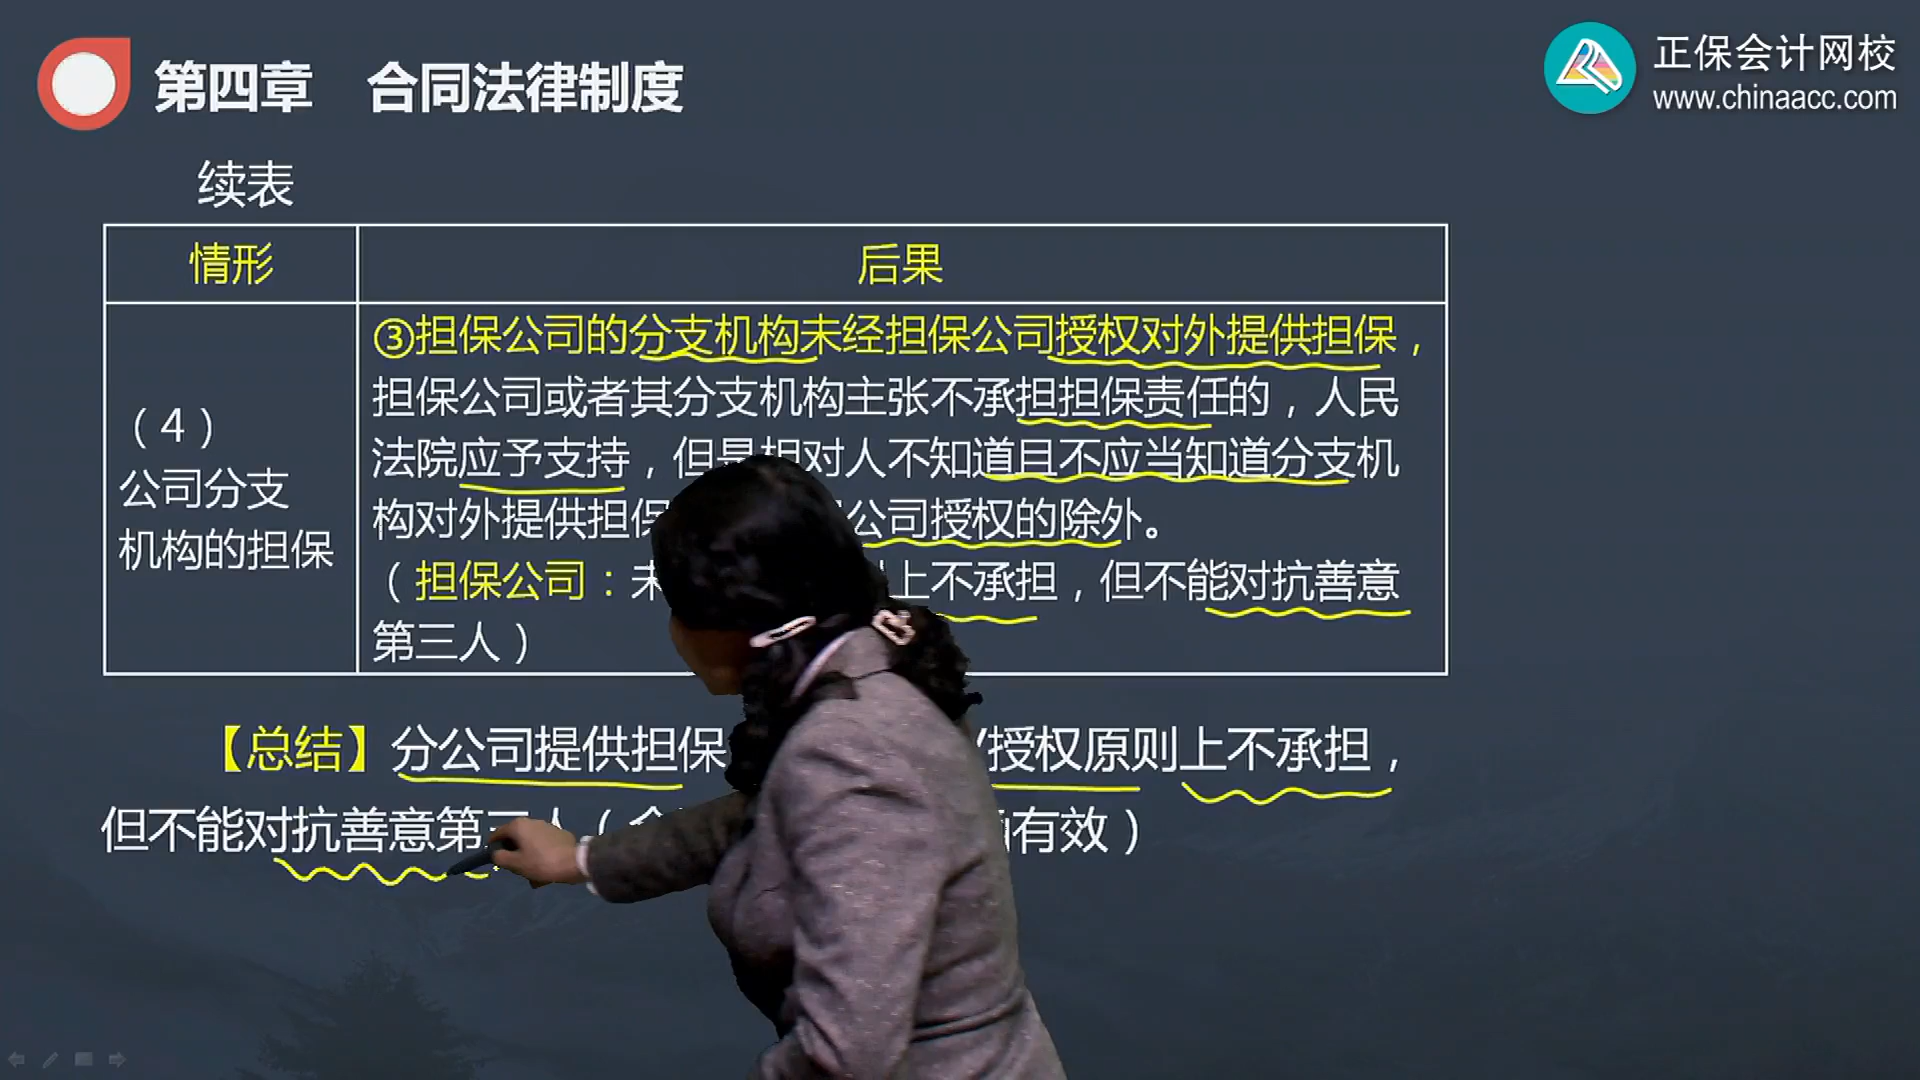 第四章 合同法律制度
正保会计网校
www.chinaacc.com
续表
情形
后果
（4）
公司分支
机构的担保
③担保公司的分支机构未经担保公司授权对外提供担保，
担保公司或者其分支机构主张不承担担保责任的，人民
法院应予支持，但是相对人不知道且不应当知道分支机
构对外提供担保 公司授权的除外。
（担保公司：未 上不承担，但不能对抗善意
第三人）
【总结】分公司提供担保 授权原则上不承担，
但不能对抗善意第三人（ 有效）